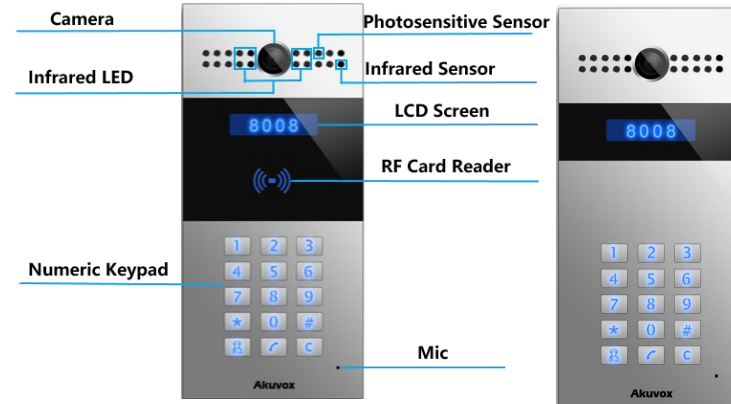 Camera
Photosensitive Sensor
Infrared LED
Infrared Sensor
LCD Screen
8008
8008
RF Card Reader
Numeric Keypad
1 2 3
4 5 6
7 8 9
* 0 #
C
1 2 3
4 5 6
7 8 9
* 0 #
C
Mic
Akuvox
Akuvox